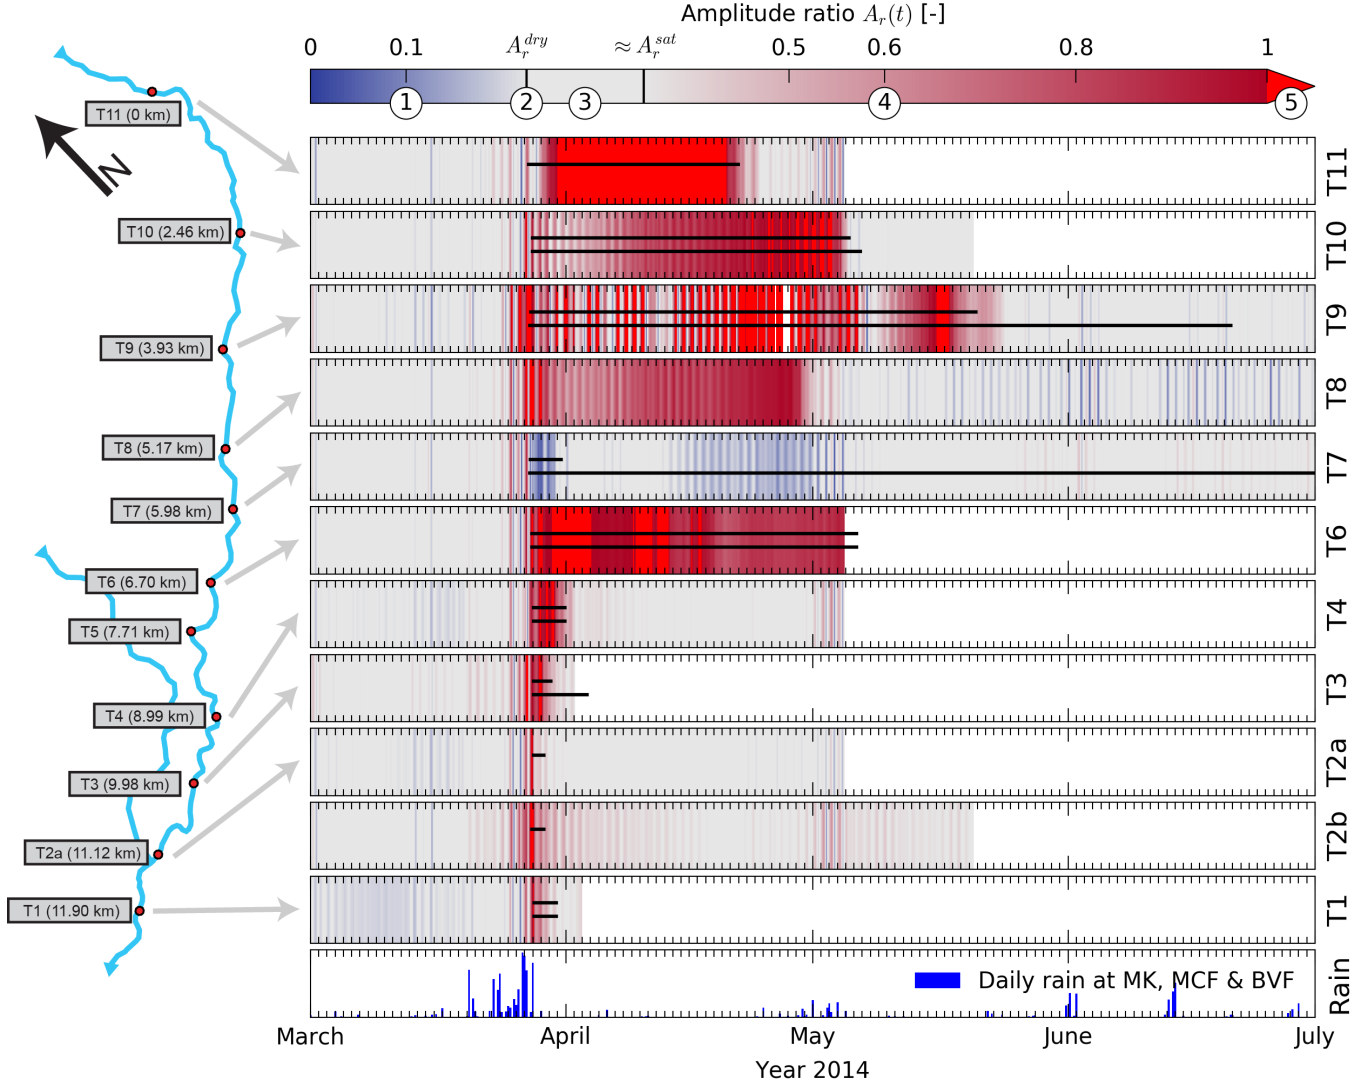 Amplitude ratio A_r(t) [-]
0 0.1 A_r^dry ≈ A_r^sat 0.5 0.6 0.8 1
1 2 3 4 5
N
T11 (0 km)
T10 (2.46 km)
T9 (3.93 km)
T8 (5.17 km)
T7 (5.98 km)
T6 (6.70 km)
T5 (7.71 km)
T4 (8.99 km)
T3 (9.98 km)
T2a (11.12 km)
T1 (11.90 km)
T11
T10
T9
T8
T7
T6
T4
T3
T2a
T2b
T1
Rain
Daily rain at MK, MCF & BVF
March April May June July
Year 2014